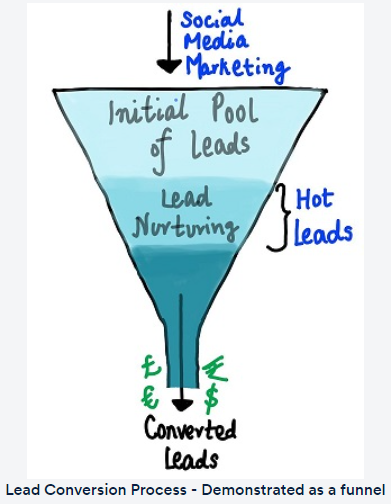 Social
Media
Marketing
Initial Pool
of Leads
Lead
Nurturing
Hot
Leads
£ ₹
€ $
Converted
Leads
Lead Conversion Process - Demonstrated as a funnel